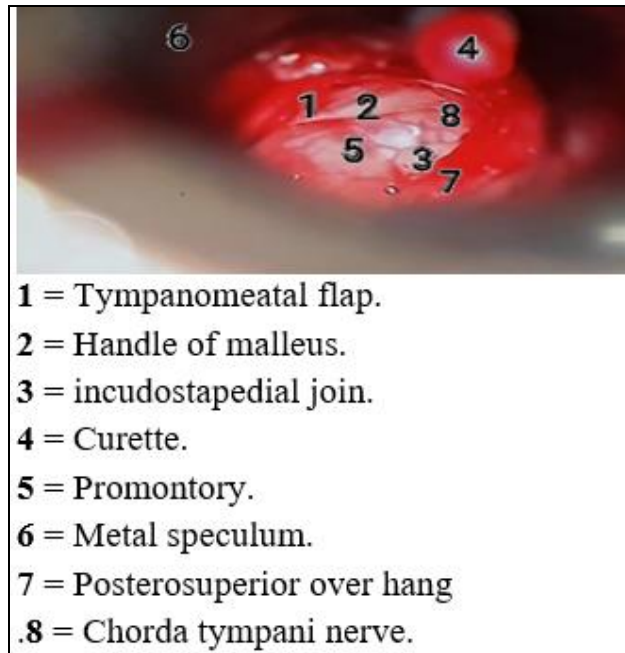 6
4
1 2 8
5 3
7
1 = Tympanomeatal flap.
2 = Handle of malleus.
3 = incudostapedial join.
4 = Curette.
5 = Promontory.
6 = Metal speculum.
7 = Posterosuperior over hang
.8 = Chorda tympani nerve.